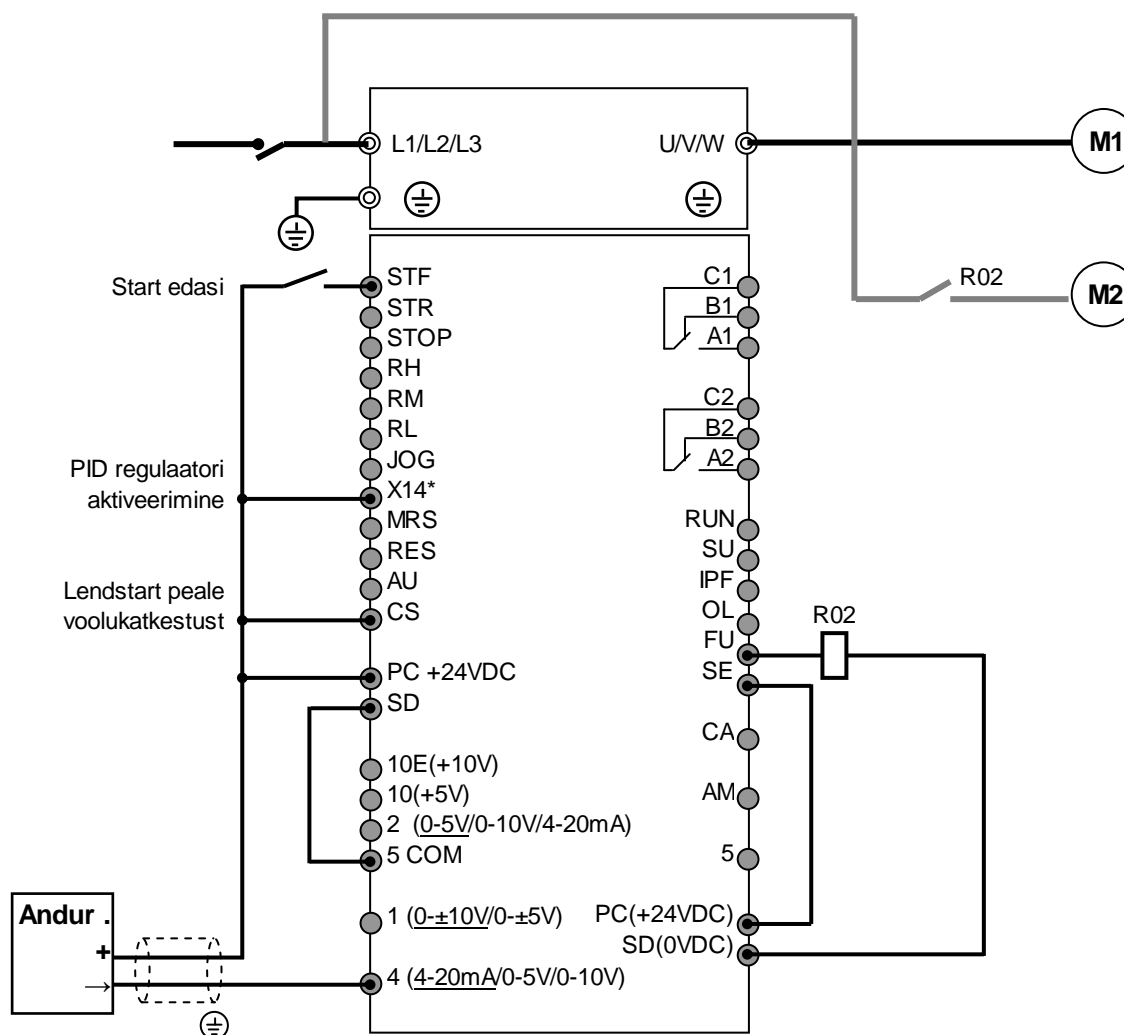 L1/L2/L3
U/V/W
M1
Start edasi
STF
C1
R02
M2
STR
B1
STOP
A1
RH
RM
C2
RL
B2
JOG
A2
PID regulaatori
aktiveerimine
X14*
MRS
RUN
RES
SU
AU
IPF
Lendstart peale
voolukatkestust
CS
OL
R02
FU
PC +24VDC
SE
SD
CA
10E(+10V)
10(+5V)
AM
2 (0-5V/0-10V/4-20mA)
5 COM
5
Andur .
1 (0-±10V/0-±5V)
PC(+24VDC)
+
SD(0VDC)
→
4 (4-20mA/0-5V/0-10V)